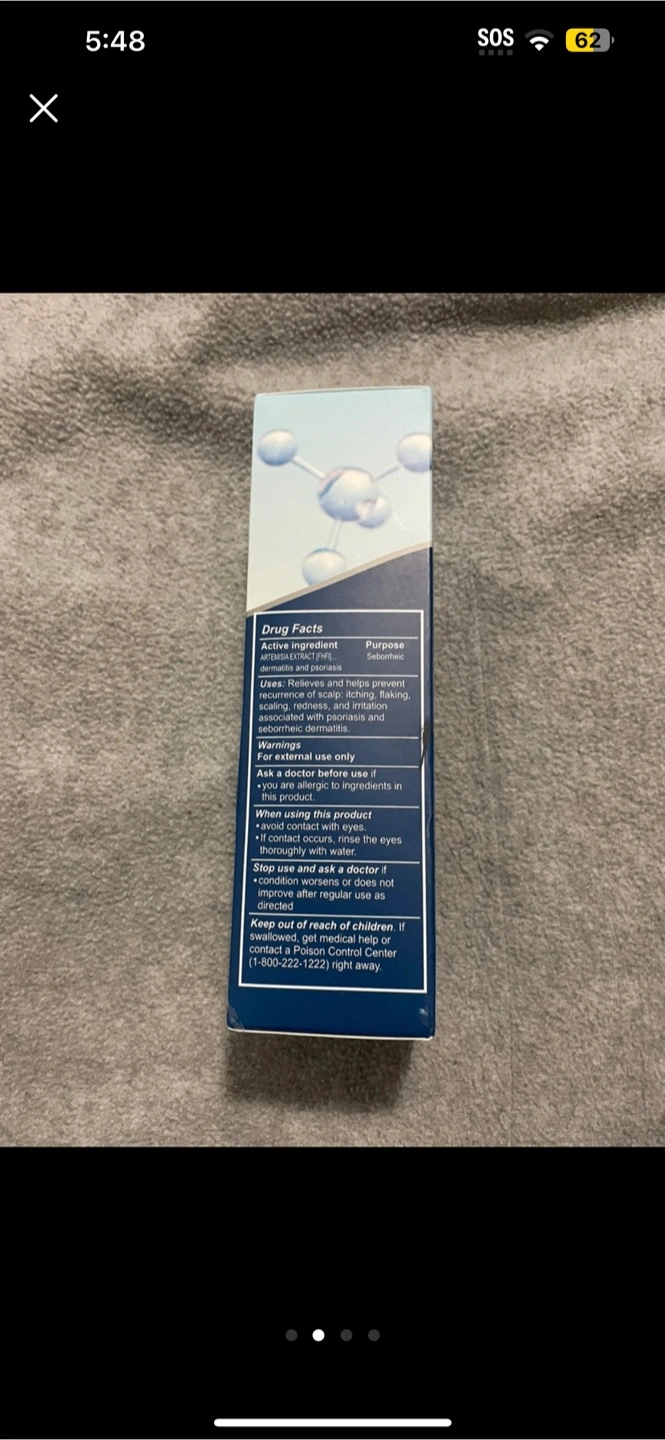 5:48
SOS
62
Drug Facts
Active ingredient Purpose
ARTEMISIA EXTRACT [FHFI]... Seborrheic
dermatitis and psoriasis
Uses: Relieves and helps prevent
recurrence of scalp: itching, flaking,
scaling, redness, and irritation
associated with psoriasis and
seborrheic dermatitis.
Warnings
For external use only
Ask a doctor before use if
•you are allergic to ingredients in
this product.
When using this product
•avoid contact with eyes.
•If contact occurs, rinse the eyes
thoroughly with water.
Stop use and ask a doctor if
•condition worsens or does not
improve after regular use as
directed
Keep out of reach of children. If
swallowed, get medical help or
contact a Poison Control Center
(1-800-222-1222) right away.